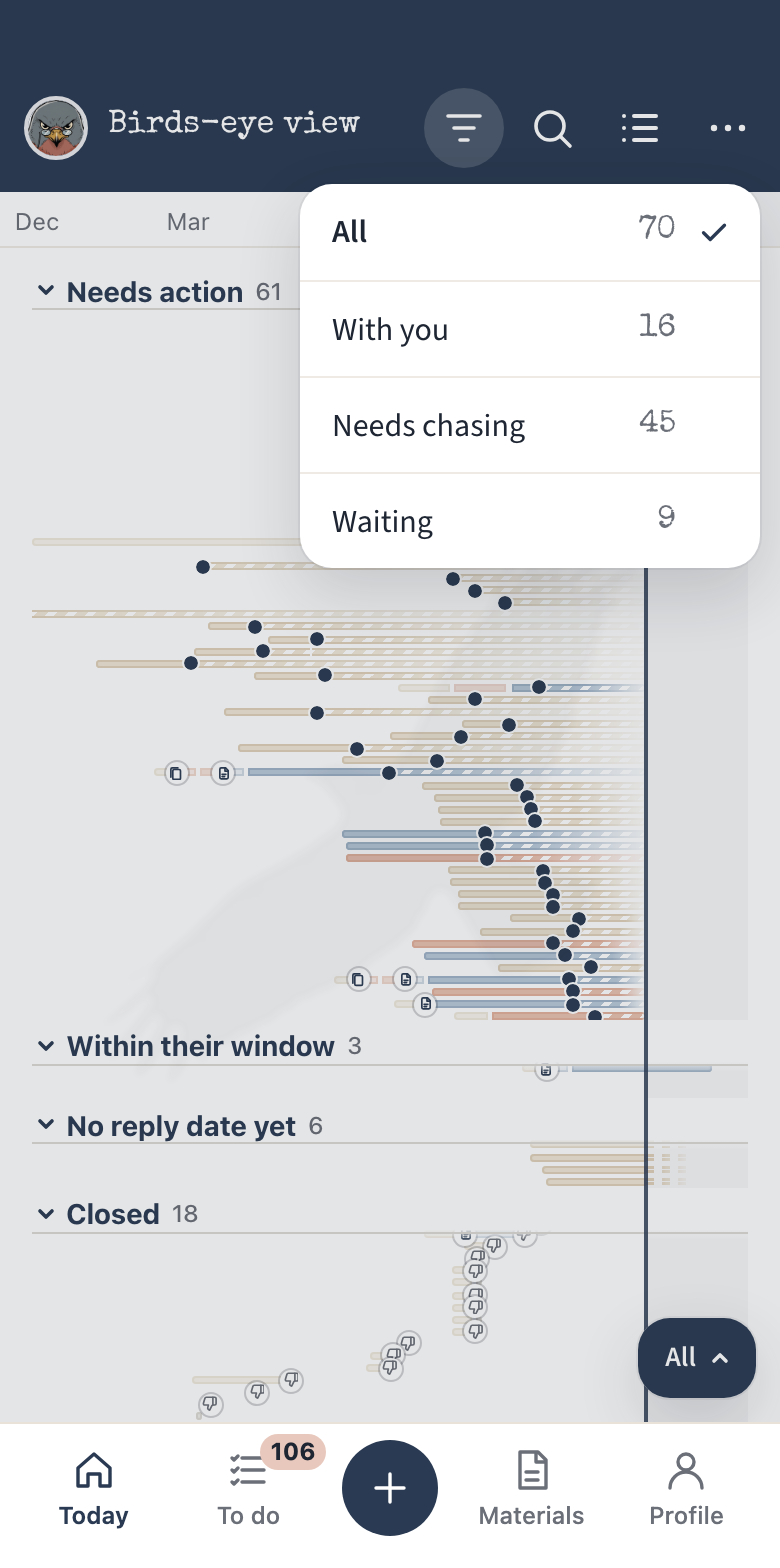 Birds-eye view
Dec Mar
All 70
With you 16
Needs chasing 45
Waiting 9
Needs action 61
Within their window 3
No reply date yet 6
Closed 18
All
106
Today To do Materials Profile